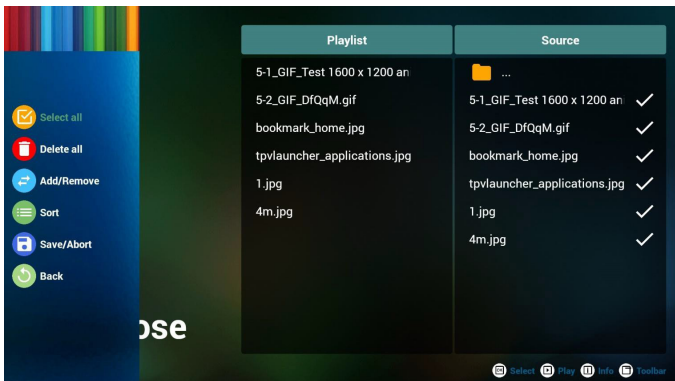 Playlist
Source
5-1_GIF_Test 1600 x 1200 an
5-2_GIF_DfQqM.gif
bookmark_home.jpg
tpvlauncher_applications.jpg
1.jpg
4m.jpg
...
5-1_GIF_Test 1600 x 1200 an
5-2_GIF_DfQqM.gif
bookmark_home.jpg
tpvlauncher_applications.jpg
1.jpg
4m.jpg
Select all
Delete all
Add/Remove
Sort
Save/Abort
Back
ose
Select Play Info Toolbar